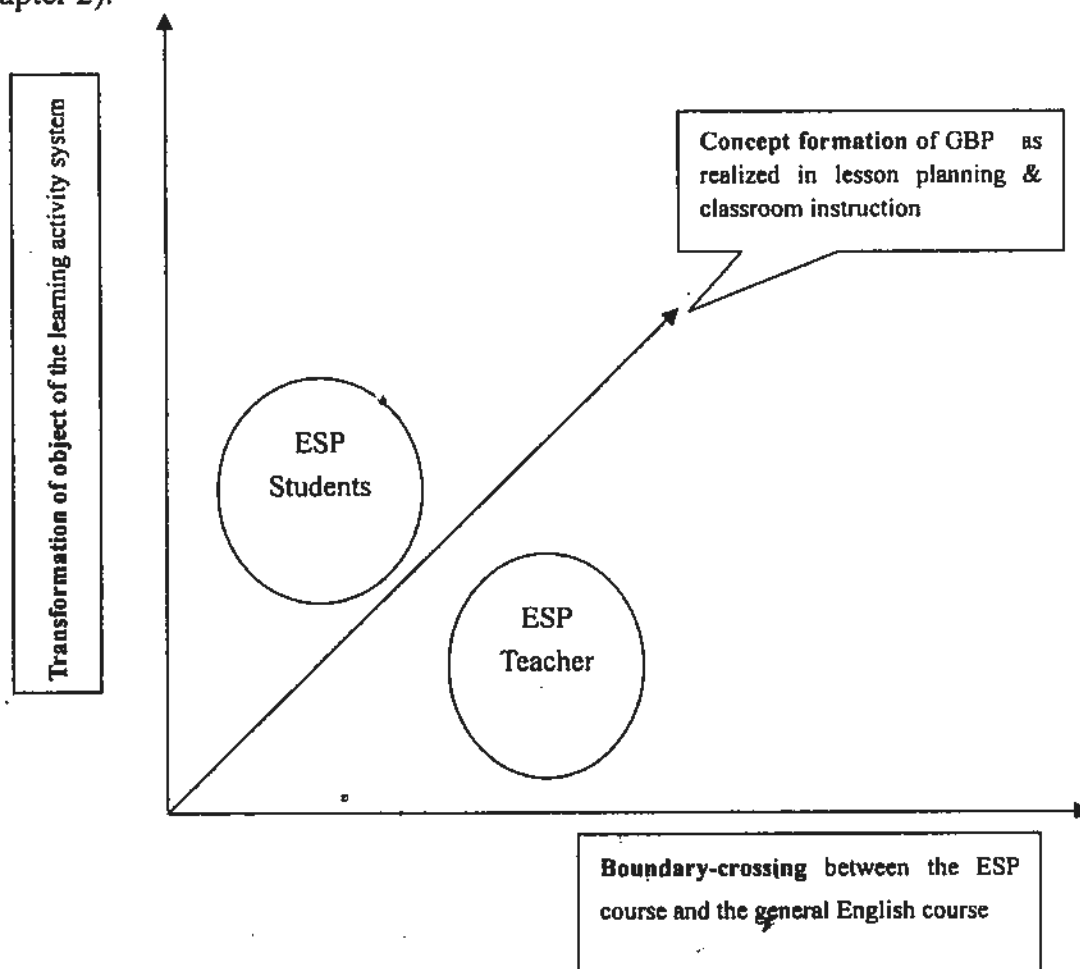 apter 2).
Transformation of object of the learning activity system
Concept formation of GBP as
realized in lesson planning &
classroom instruction
ESP
Students
ESP
Teacher
Boundary-crossing between the ESP
course and the general English course